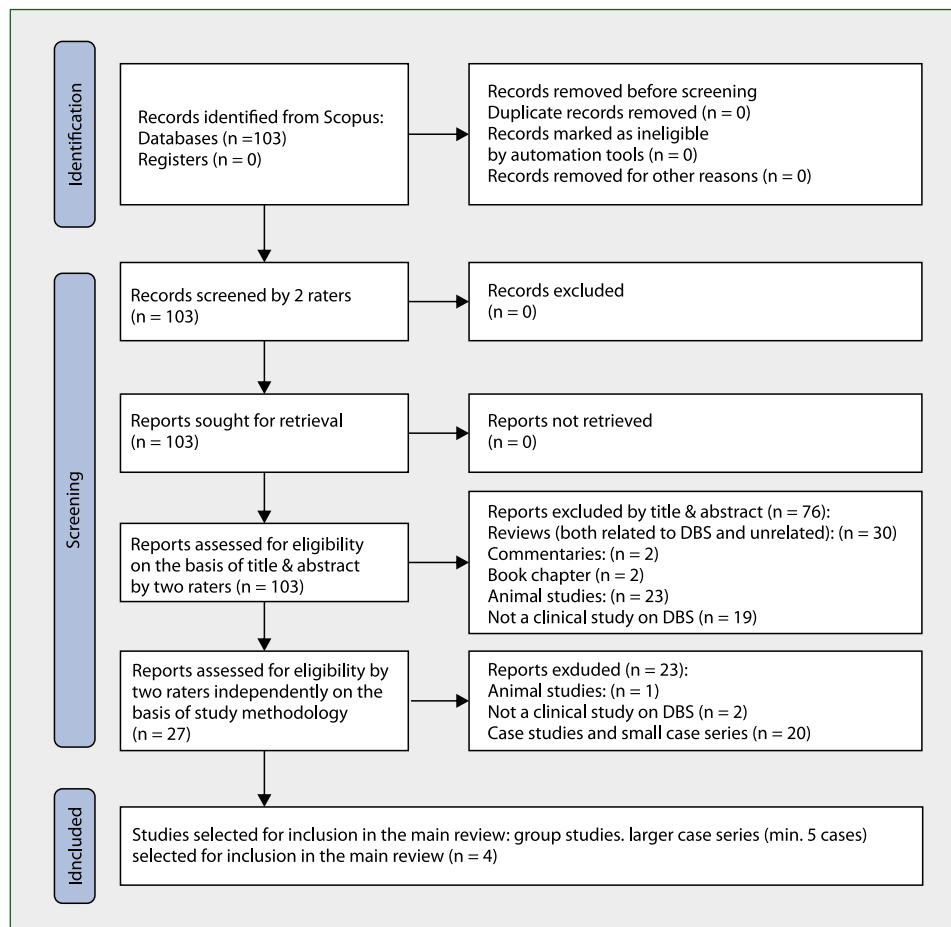 Identification
Records identified from Scopus:
Databases (n =103)
Registers (n = 0)
Records removed before screening
Duplicate records removed (n = 0)
Records marked as ineligible
by automation tools (n = 0)
Records removed for other reasons (n = 0)
Screening
Records screened by 2 raters
(n = 103)
Records excluded
(n = 0)
Reports sought for retrieval
(n = 103)
Reports not retrieved
(n = 0)
Reports assessed for eligibility
on the basis of title & abstract
by two raters (n = 103)
Reports excluded by title & abstract (n = 76):
Reviews (both related to DBS and unrelated): (n = 30)
Commentaries: (n = 2)
Book chapter (n = 2)
Animal studies: (n = 23)
Not a clinical study on DBS (n = 19)
Reports assessed for eligibility by
two raters independently on the
basis of study methodology
(n = 27)
Reports exduded (n = 23):
Animal studies: (n = 1)
Not a clinical study on DBS (n = 2)
Case studies and small case series (n = 20)
Idncluded
Studies selected for inclusion in the main review: group studies. larger case series (min. 5 cases)
selected for inclusion in the main review (n = 4)